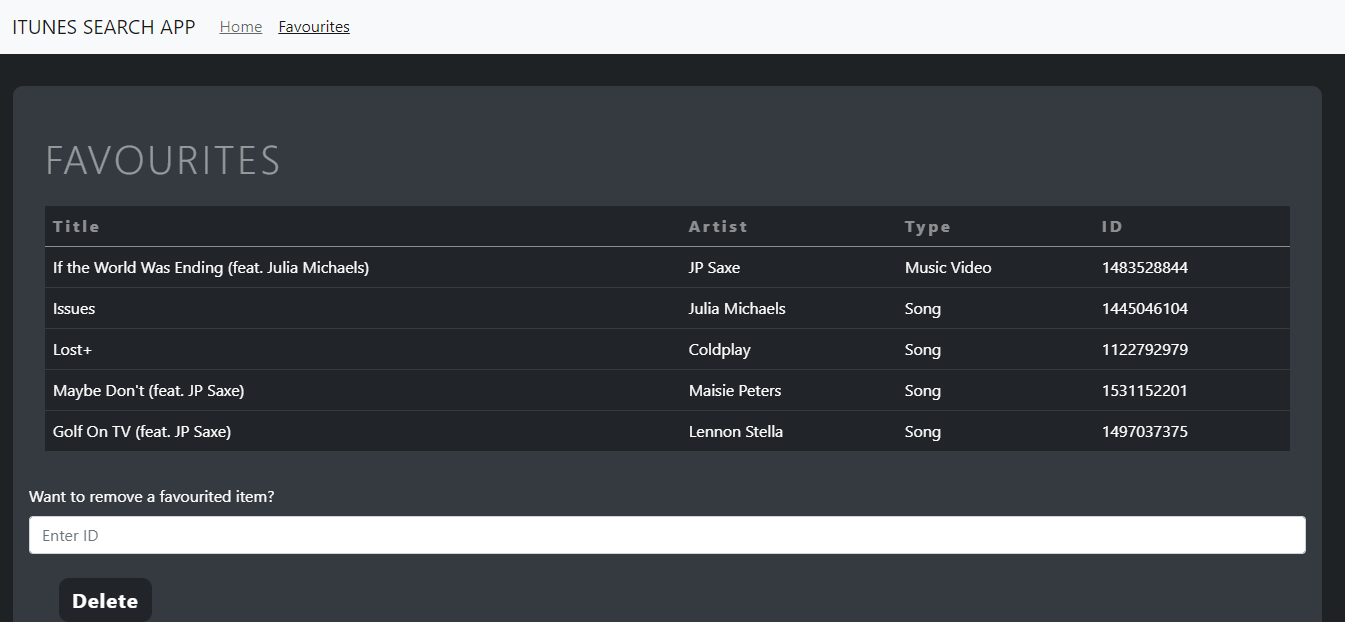 ITUNES SEARCH APP Home Favourites
FAVOURITES
Title Artist Type ID
If the World Was Ending (feat. Julia Michaels) JP Saxe Music Video 1483528844
Issues Julia Michaels Song 1445046104
Lost+ Coldplay Song 1122792979
Maybe Don't (feat. JP Saxe) Maisie Peters Song 1531152201
Golf On TV (feat. JP Saxe) Lennon Stella Song 1497037375
Want to remove a favourited item?
Enter ID
Delete